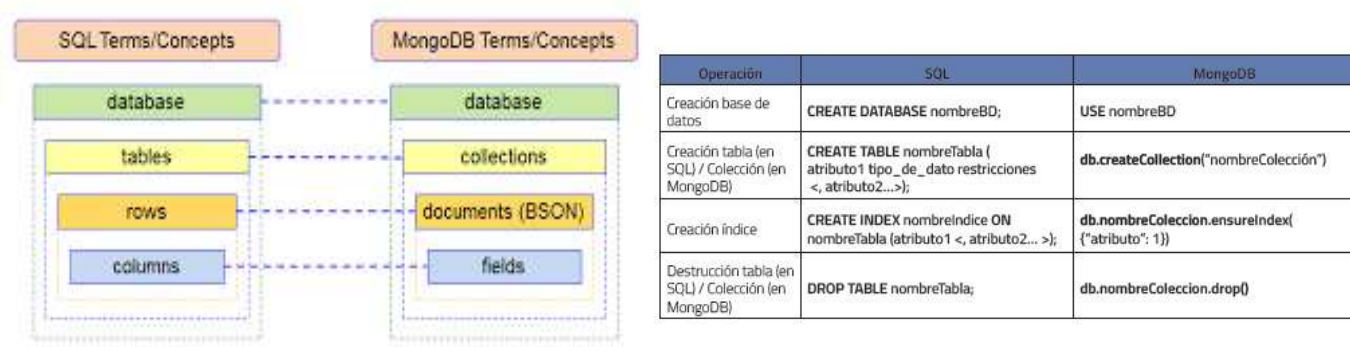 SQL Terms/Concepts
MongoDB Terms/Concepts
database
database
tables
collections
rows
documents (BSON)
columns
fields
Operación
SQL
MongoDB
Creación base de
datos
CREATE DATABASE nombreBD;
USE nombreBD
Creación tabla (en
SQL) / Colección (en
MongoDB)
CREATE TABLE nombreTabla (
atributo1 tipo_de_dato restricciones
<, atributo2...>);
db.createCollection("nombreColección")
Creación índice
CREATE INDEX nombreIndice ON
nombreTabla (atributo1 <, atributo2... >);
db.nombreColeccion.ensureIndex(
{"atributo": 1})
Destrucción tabla (en
SQL) / Colección (en
MongoDB)
DROP TABLE nombreTabla;
db.nombreColeccion.drop()